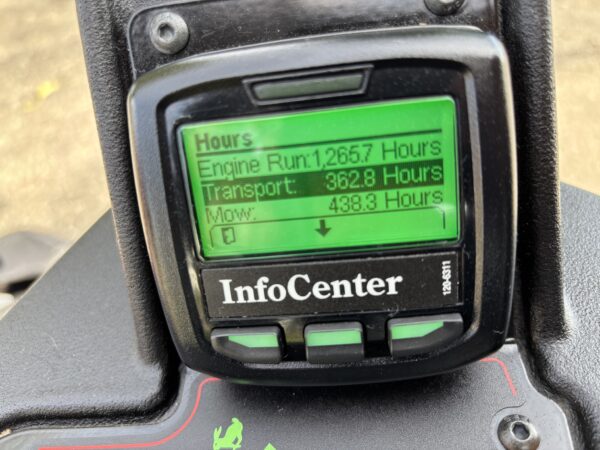 Hours
Engine Run:1,265.7 Hours
Transport: 362.8 Hours
Mow: 438.3 Hours
InfoCenter
120-6311